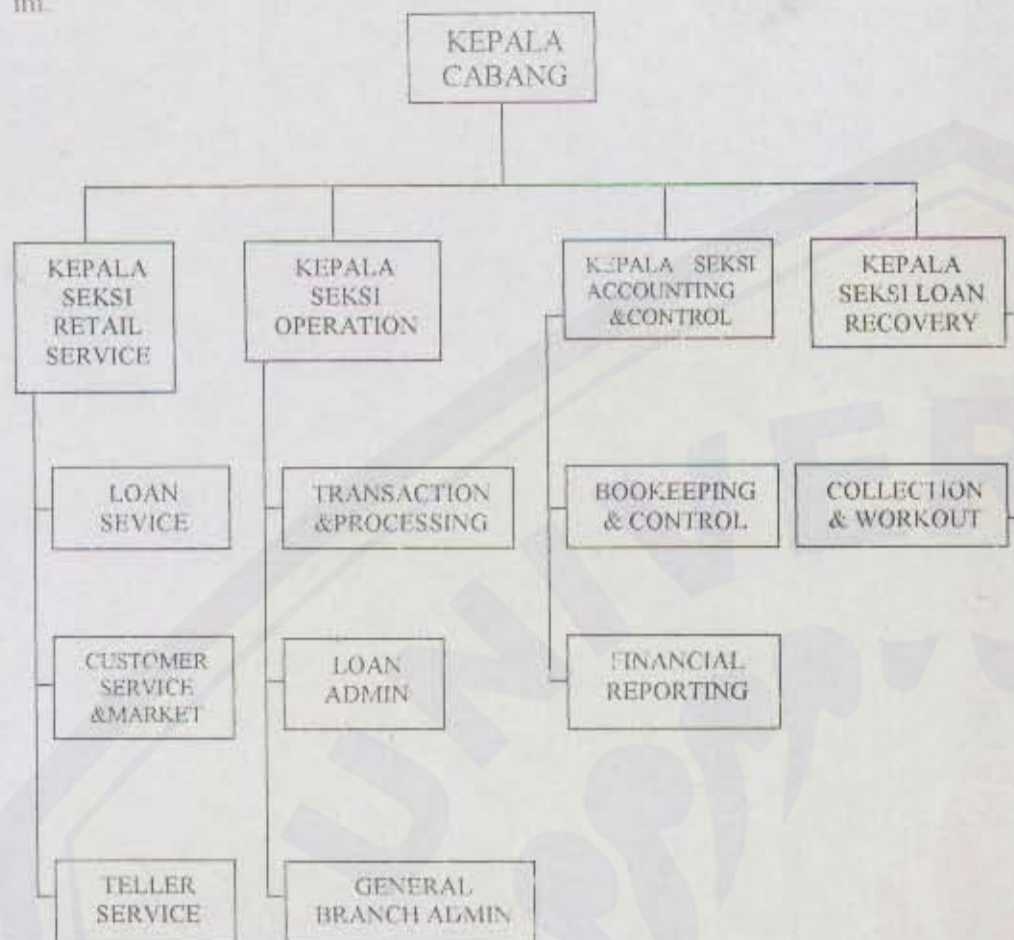 ini.
KEPALA
CABANG
KEPALA
SEKSI
RETAIL
SERVICE
KEPALA
SEKSI
OPERATION
KEPALA SEKSI
ACCOUNTING
&CONTROL
KEPALA
SEKSI LOAN
RECOVERY
LOAN
SEVICE
TRANSACTION
&PROCESSING
BOOKEEPING
& CONTROL
COLLECTION
& WORKOUT
CUSTOMER
SERVICE
&MARKET
LOAN
ADMIN
FINANCIAL
REPORTING
TELLER
SERVICE
GENERAL
BRANCH ADMIN